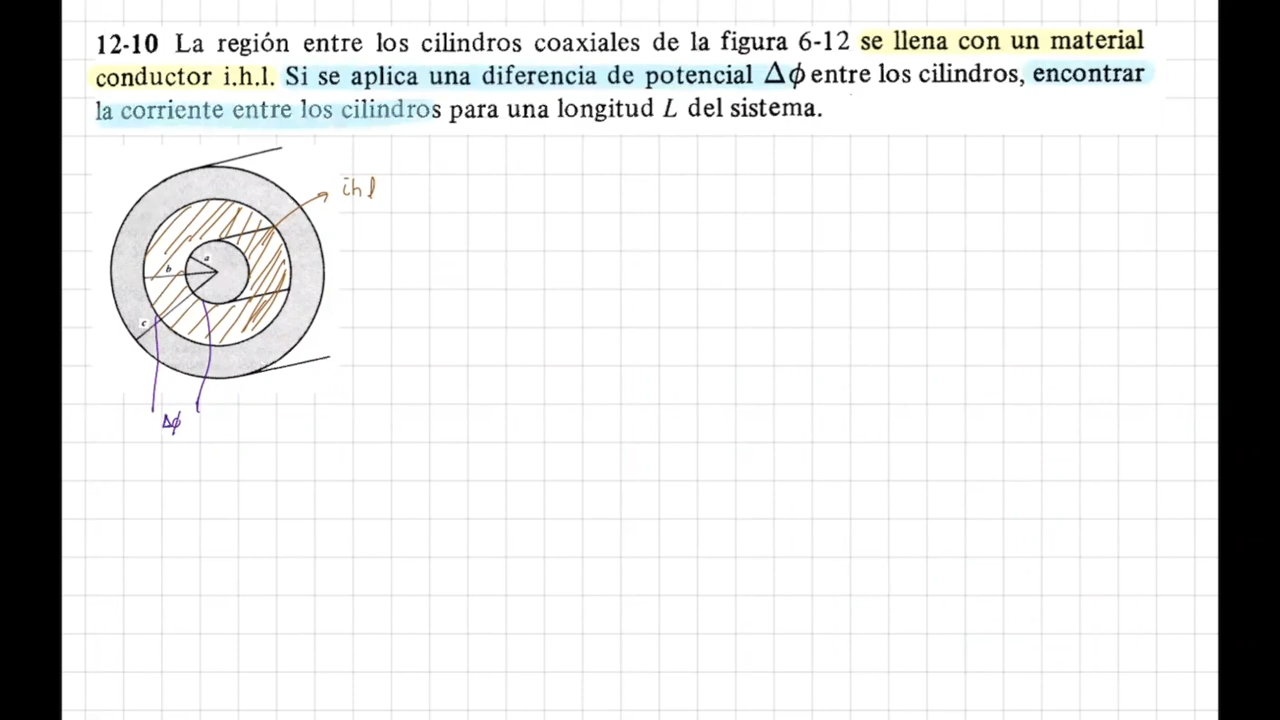 12-10 La región entre los cilindros coaxiales de la figura 6-12 se llena con un material
conductor i.h.l. Si se aplica una diferencia de potencial Δϕ entre los cilindros, encontrar
la corriente entre los cilindros para una longitud L del sistema.
ihl
a
b
c
Δϕ